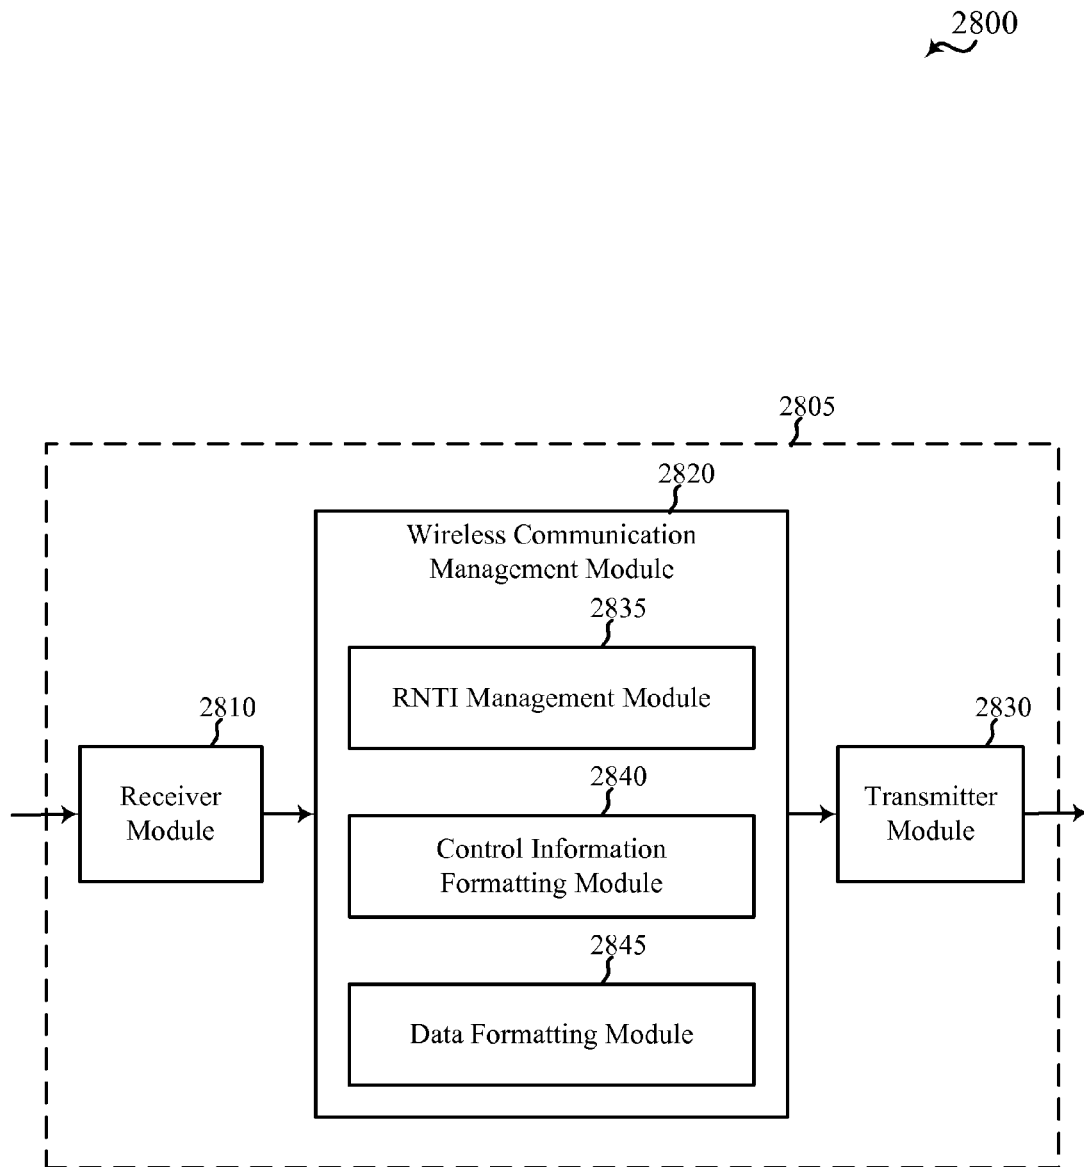 2800
2805
2820
Wireless Communication
Management Module
2835
RNTI Management Module
2810
Receiver
Module
2840
Control Information
Formatting Module
2830
Transmitter
Module
2845
Data Formatting Module